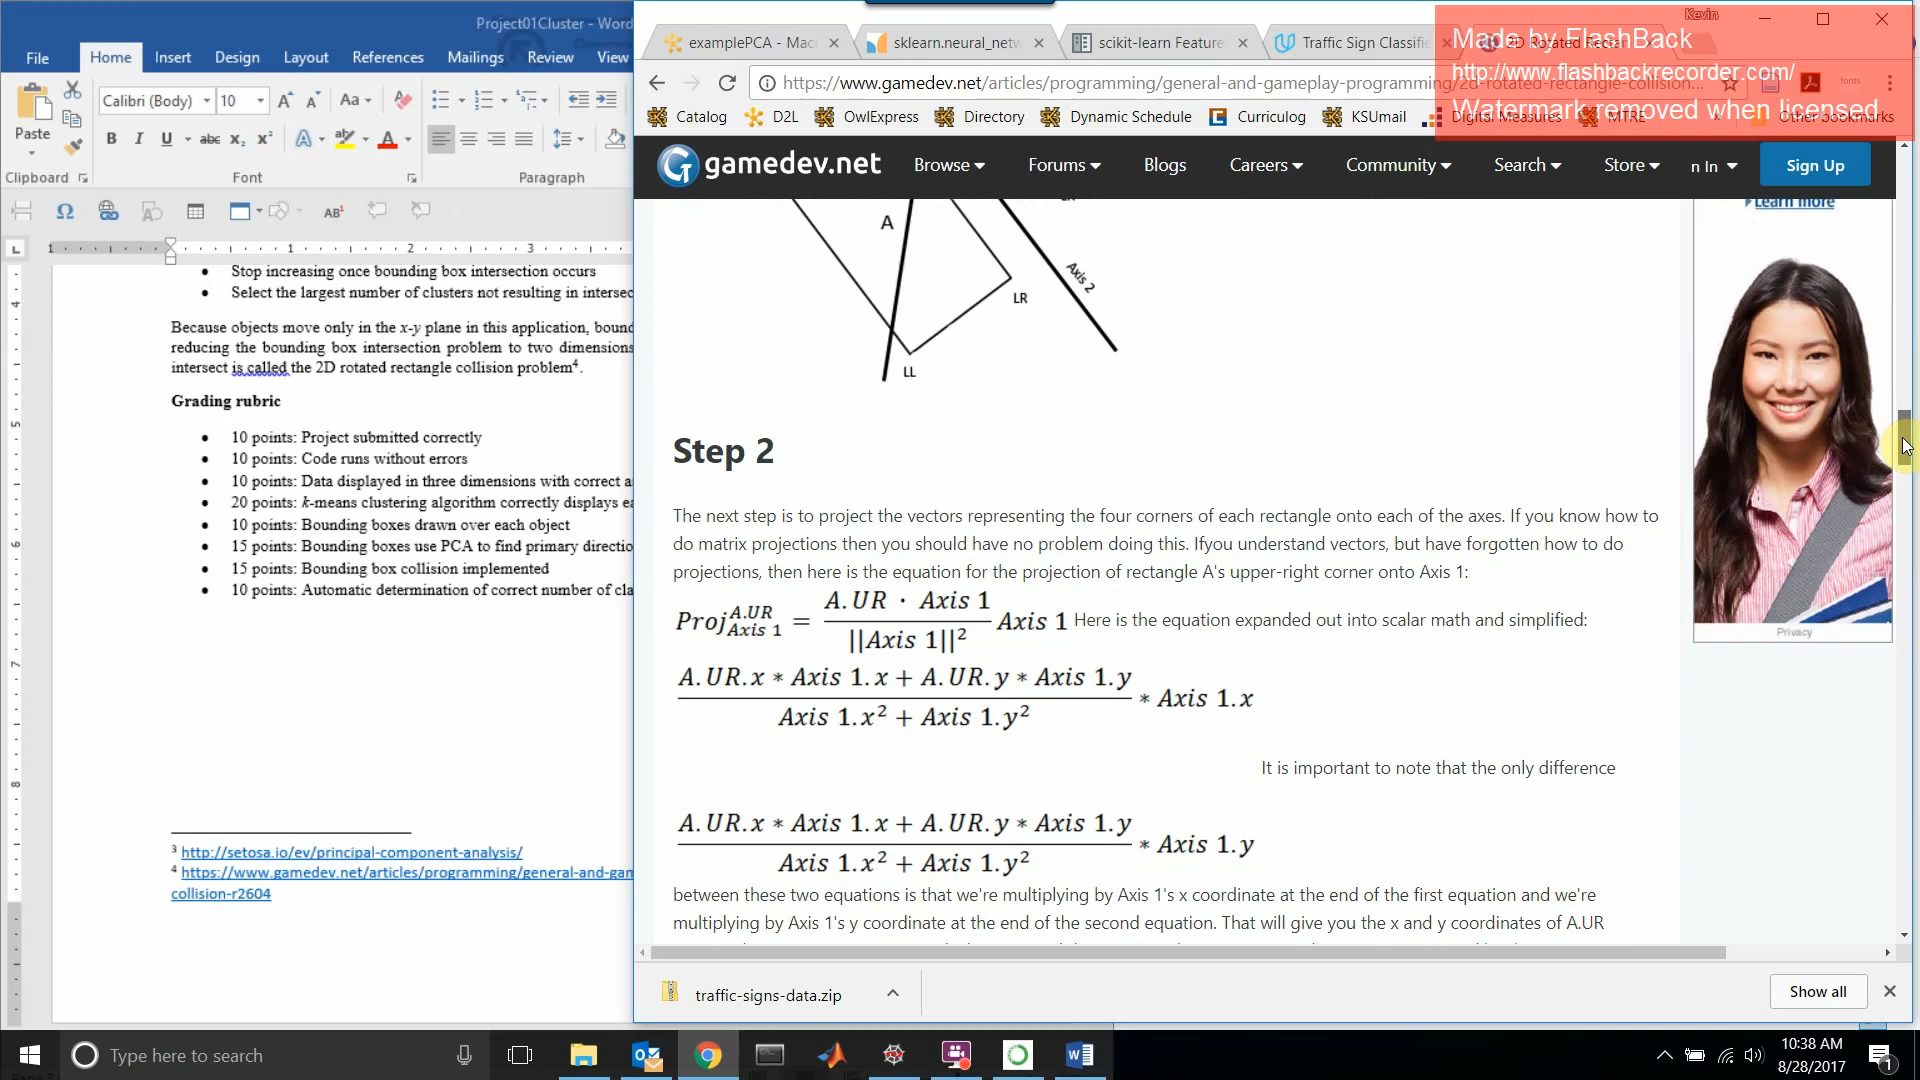 Project01Cluster - Word
File Home Insert Design Layout References Mailings Review View
Calibri (Body) 10
Paste
Clipboard Font Paragraph
Stop increasing once bounding box intersection occurs
Select the largest number of clusters not resulting in intersec
Because objects move only in the x-y plane in this application, bound
reducing the bounding box intersection problem to two dimensions
intersect is called the 2D rotated rectangle collision problem4.
Grading rubric
10 points: Project submitted correctly
10 points: Code runs without errors
10 points: Data displayed in three dimensions with correct a
20 points: k-means clustering algorithm correctly displays ea
10 points: Bounding boxes drawn over each object
15 points: Bounding boxes use PCA to find primary directio
15 points: Bounding box collision implemented
10 points: Automatic determination of correct number of cla
3 http://setosa.io/ev/principal-component-analysis/
4 https://www.gamedev.net/articles/programming/general-and-gam
collision-r2604
Kevin
examplePCA - Mac sklearn.neural_netw scikit-learn Feature Traffic Sign Classifi 2D Rotated Recta
Made by FlashBack
http://www.flashbackrecorder.com/
Watermark removed when licensed
https://www.gamedev.net/articles/programming/general-and-gameplay-programming/2d-rotated-rectangle-collision...
Catalog D2L OwlExpress Directory Dynamic Schedule Curriculog KSUmail Digital Measures MTRE Other bookmarks
gamedev.net Browse Forums Blogs Careers Community Search Store n In Sign Up
Learn more
A
Axis 2
LR
LL
Step 2
The next step is to project the vectors representing the four corners of each rectangle onto each of the axes. If you know how to
do matrix projections then you should have no problem doing this. Ifyou understand vectors, but have forgotten how to do
projections, then here is the equation for the projection of rectangle A's upper-right corner onto Axis 1:
Proj A.UR Axis 1 = A.UR · Axis 1 / ||Axis 1||² Axis 1 Here is the equation expanded out into scalar math and simplified:
A.UR.x * Axis 1.x + A.UR.y * Axis 1.y
Axis 1.x² + Axis 1.y² * Axis 1.x
It is important to note that the only difference
A.UR.x * Axis 1.x + A.UR.y * Axis 1.y
Axis 1.x² + Axis 1.y² * Axis 1.y
between these two equations is that we're multiplying by Axis 1's x coordinate at the end of the first equation and we're
multiplying by Axis 1's y coordinate at the end of the second equation. That will give you the x and y coordinates of A.UR
Privacy
traffic-signs-data.zip
Show all
Type here to search
10:38 AM
8/28/2017
1